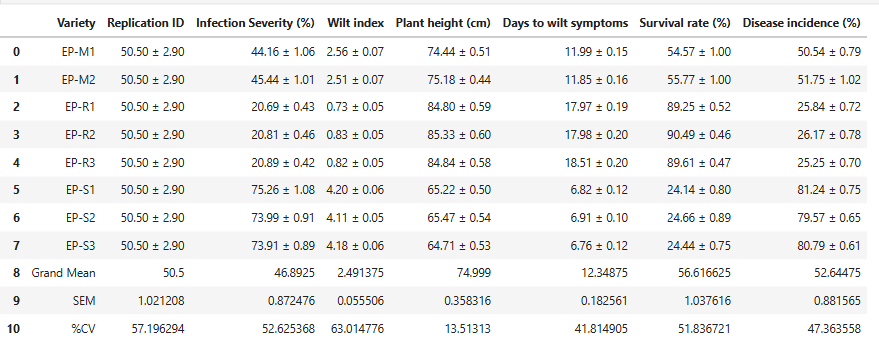 Variety Replication ID Infection Severity (%) Wilt index Plant height (cm) Days to wilt symptoms Survival rate (%) Disease incidence (%)
0 EP-M1 50.50 ± 2.90 44.16 ± 1.06 2.56 ± 0.07 74.44 ± 0.51 11.99 ± 0.15 54.57 ± 1.00 50.54 ± 0.79
1 EP-M2 50.50 ± 2.90 45.44 ± 1.01 2.51 ± 0.07 75.18 ± 0.44 11.85 ± 0.16 55.77 ± 1.00 51.75 ± 1.02
2 EP-R1 50.50 ± 2.90 20.69 ± 0.43 0.73 ± 0.05 84.80 ± 0.59 17.97 ± 0.19 89.25 ± 0.52 25.84 ± 0.72
3 EP-R2 50.50 ± 2.90 20.81 ± 0.46 0.83 ± 0.05 85.33 ± 0.60 17.98 ± 0.20 90.49 ± 0.46 26.17 ± 0.78
4 EP-R3 50.50 ± 2.90 20.89 ± 0.42 0.82 ± 0.05 84.84 ± 0.58 18.51 ± 0.20 89.61 ± 0.47 25.25 ± 0.70
5 EP-S1 50.50 ± 2.90 75.26 ± 1.08 4.20 ± 0.06 65.22 ± 0.50 6.82 ± 0.12 24.14 ± 0.80 81.24 ± 0.75
6 EP-S2 50.50 ± 2.90 73.99 ± 0.91 4.11 ± 0.05 65.47 ± 0.54 6.91 ± 0.10 24.66 ± 0.89 79.57 ± 0.65
7 EP-S3 50.50 ± 2.90 73.91 ± 0.89 4.18 ± 0.06 64.71 ± 0.53 6.76 ± 0.12 24.44 ± 0.75 80.79 ± 0.61
8 Grand Mean 50.5 46.8925 2.491375 74.999 12.34875 56.616625 52.64475
9 SEM 1.021208 0.872476 0.055506 0.358316 0.182561 1.037616 0.881565
10 %CV 57.196294 52.625368 63.014776 13.51313 41.814905 51.836721 47.363558